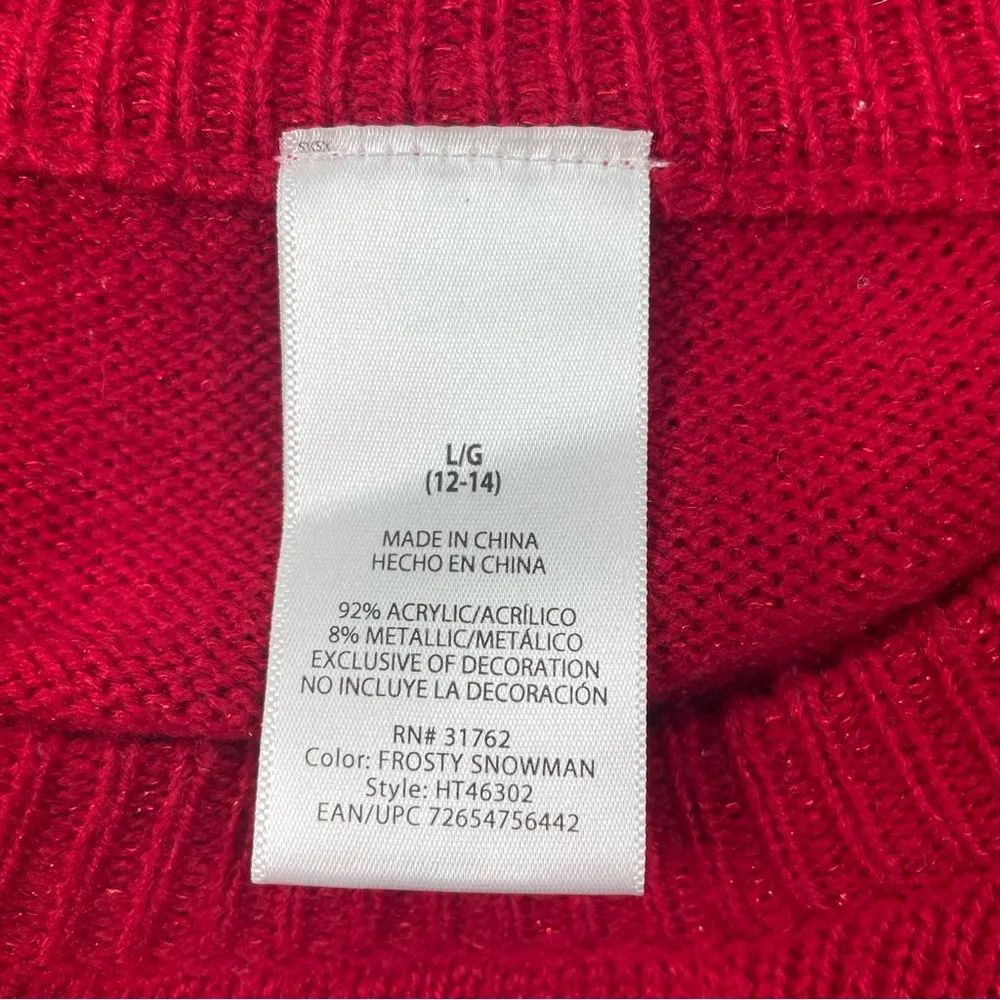 L/G
(12-14)
MADE IN CHINA
HECHO EN CHINA
92% ACRYLIC/ACRÍLICO
8% METALLIC/METÁLICO
EXCLUSIVE OF DECORATION
NO INCLUYE LA DECORACIÓN
RN# 31762
Color: FROSTY SNOWMAN
Style: HT46302
EAN/UPC 72654756442